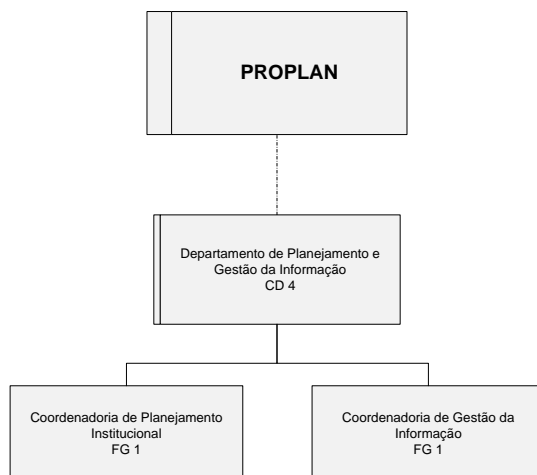 PROPLAN
Departamento de Planejamento e
Gestão da Informação
CD 4
Coordenadoria de Planejamento
Institucional
FG 1
Coordenadoria de Gestão da
Informação
FG 1